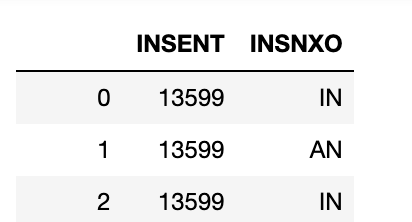 INSENT INSNXO
0 13599 IN
1 13599 AN
2 13599 IN